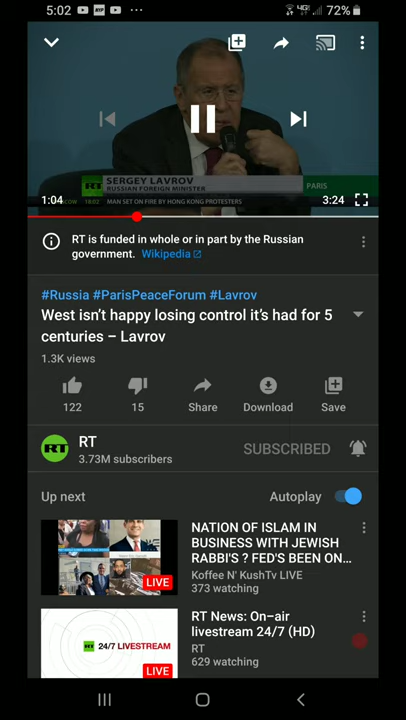 5:02
72%
SERGEY LAVROV
RUSSIAN FOREIGN MINISTER
PARIS
RT
1:04
3:24
18:02 MAN SET ON FIRE BY HONG KONG PROTESTERS
RT is funded in whole or in part by the Russian
government. Wikipedia
#Russia #ParisPeaceForum #Lavrov
West isn't happy losing control it's had for 5
centuries – Lavrov
1.3K views
122
15
Share
Download
Save
RT
RT
3.73M subscribers
SUBSCRIBED
Up next
Autoplay
NATION OF ISLAM IN
BUSINESS WITH JEWISH
RABBI'S ? FED'S BEEN ON...
Koffee N' KushTv LIVE
373 watching
LIVE
RT News: On–air
livestream 24/7 (HD)
RT
629 watching
RT 24/7 LIVESTREAM
LIVE